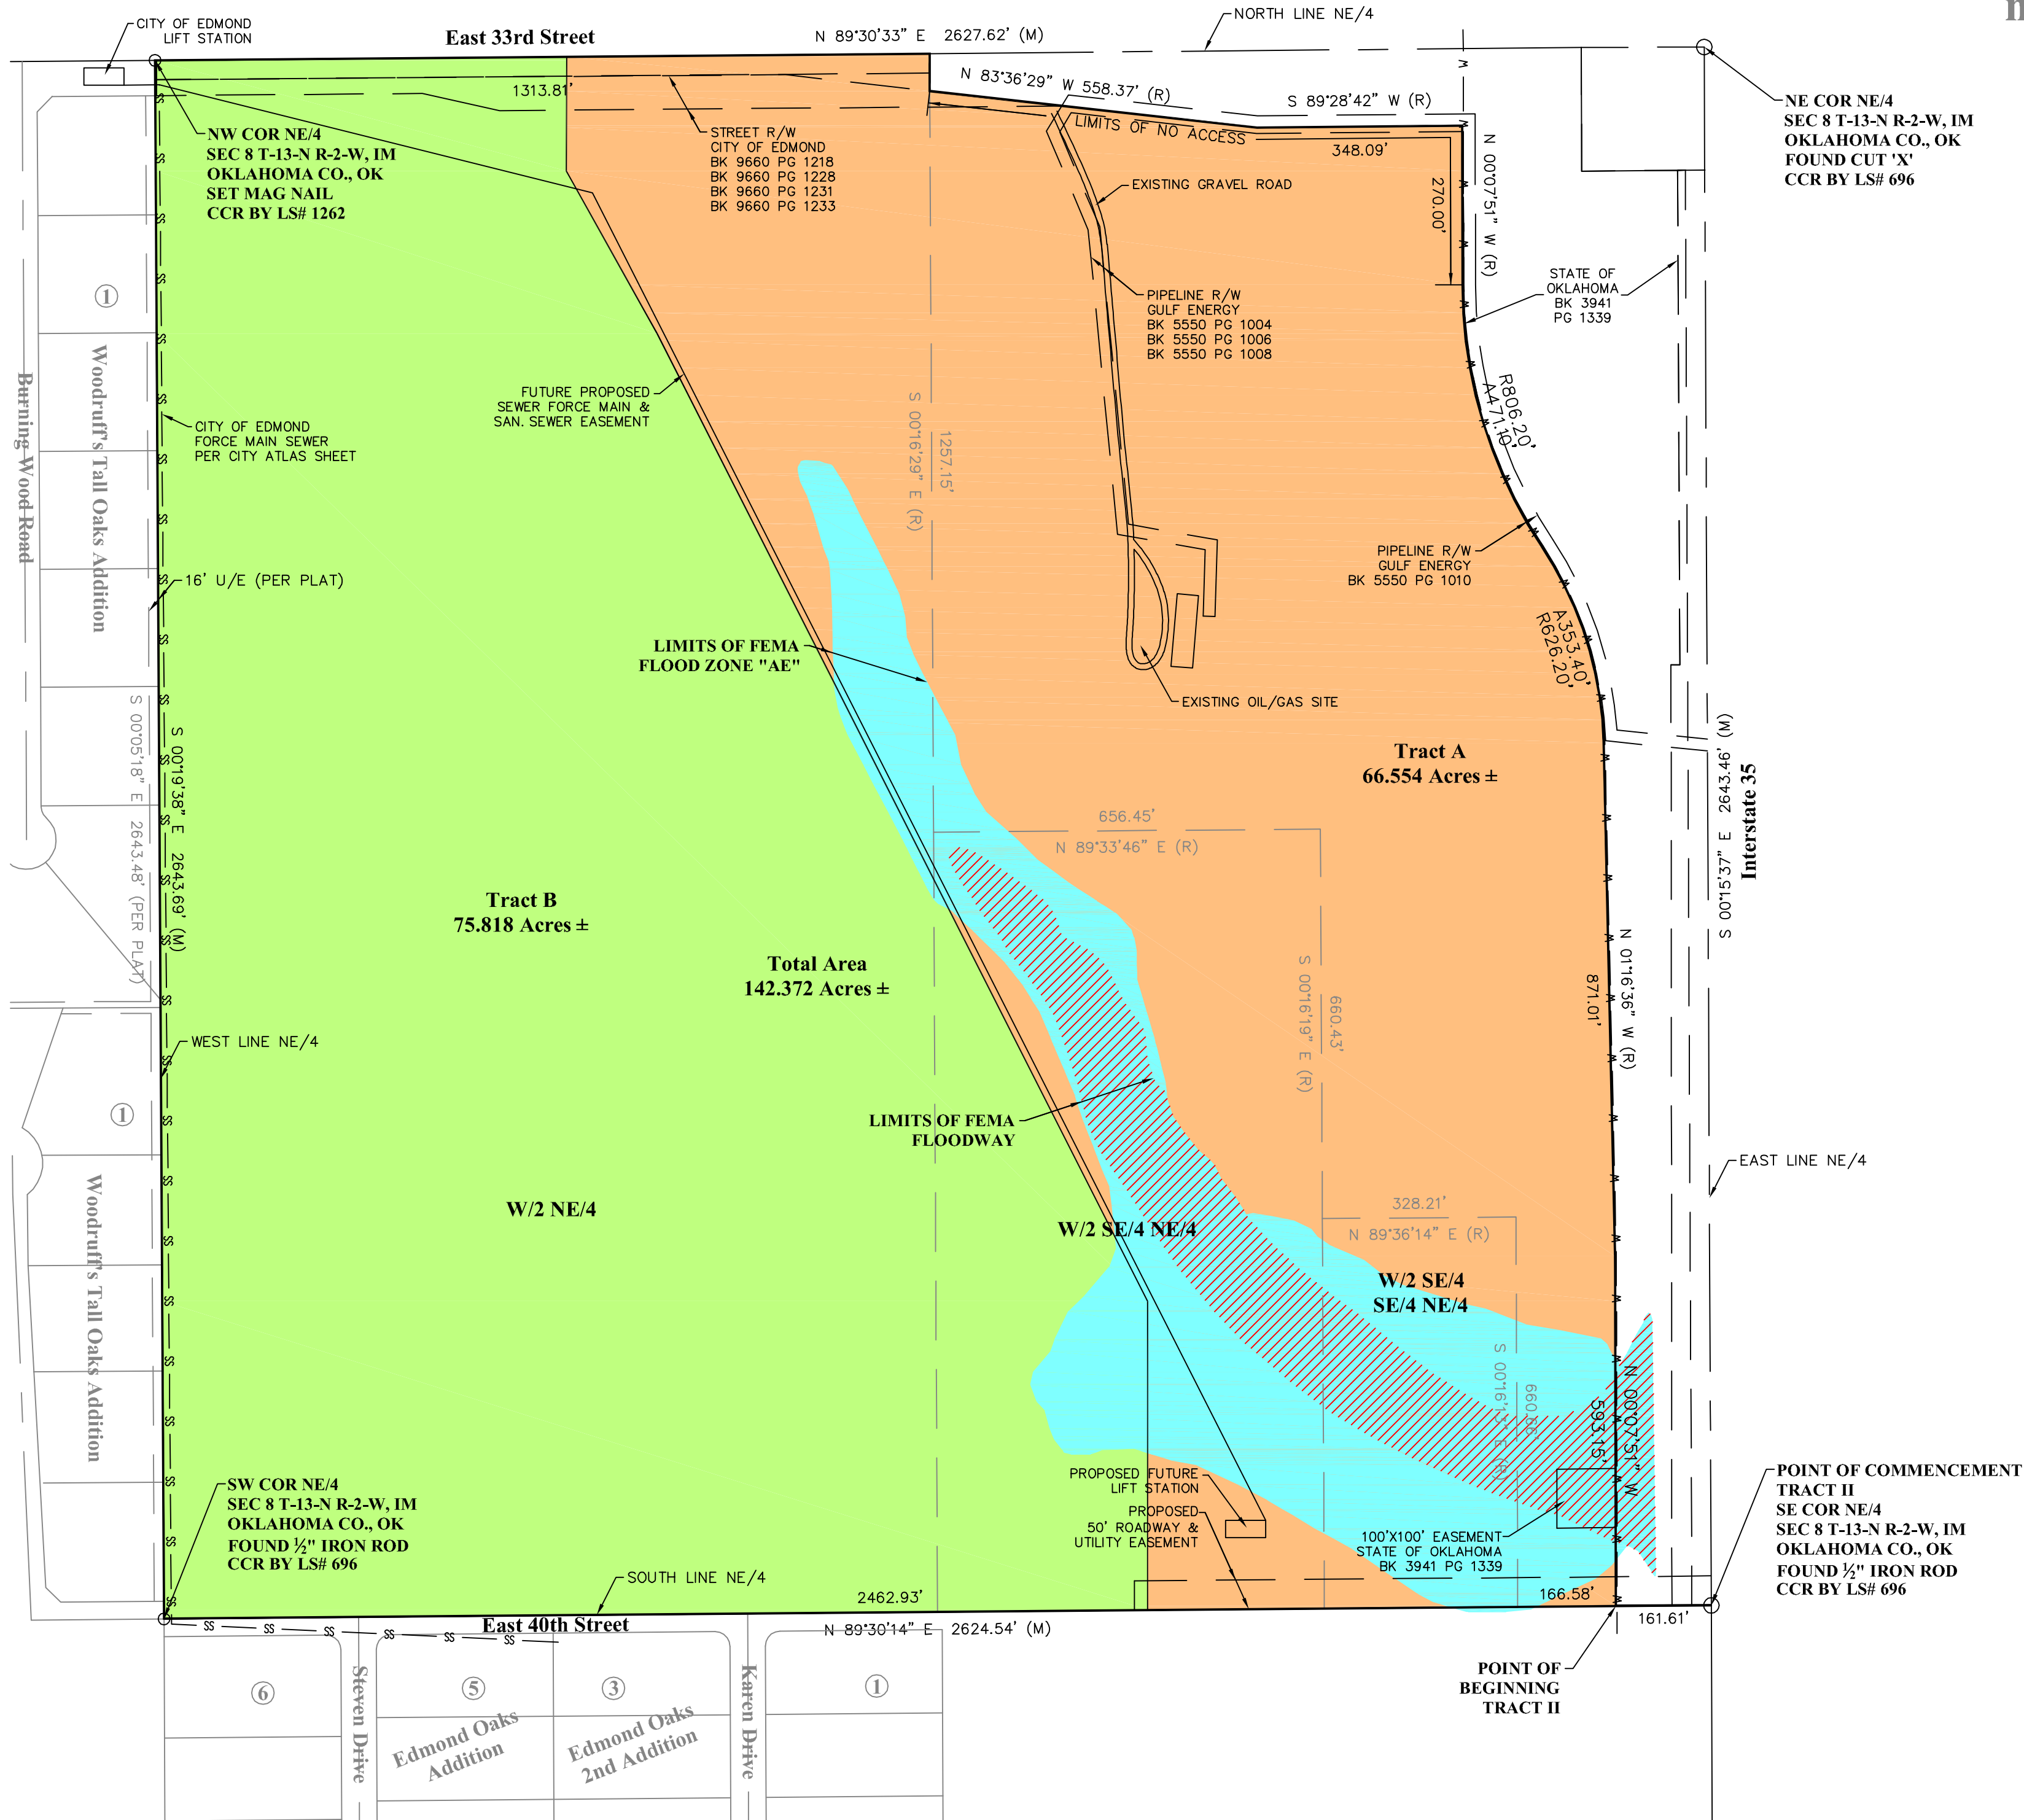 CITY OF EDMOND
LIFT STATION
East 33rd Street
N 89°30'33" E 2627.62' (M)
NORTH LINE NE/4
1313.81'
N 83°36'29" W 558.37' (R)
S 89°28'42" W (R)
NE COR NE/4
SEC 8 T-13-N R-2-W, IM
OKLAHOMA CO., OK
FOUND CUT 'X'
CCR BY LS# 696
NW COR NE/4
SEC 8 T-13-N R-2-W, IM
OKLAHOMA CO., OK
SET MAG NAIL
CCR BY LS# 1262
STREET R/W
CITY OF EDMOND
BK 9660 PG 1218
BK 9660 PG 1228
BK 9660 PG 1231
BK 9660 PG 1233
LIMITS OF NO ACCESS
348.09'
270.00'
N 00°07'51" W (R)
EXISTING GRAVEL ROAD
PIPELINE R/W
GULF ENERGY
BK 5550 PG 1004
BK 5550 PG 1006
BK 5550 PG 1008
STATE OF
OKLAHOMA
BK 3941
PG 1339
1
Woodruff's Tall Oaks Addition
Burning Wood Road
CITY OF EDMOND
FORCE MAIN SEWER
PER CITY ATLAS SHEET
FUTURE PROPOSED
SEWER FORCE MAIN &
SAN. SEWER EASEMENT
S 00°16'29" E (R)
1257.15'
R806.20'
A471.10'
16' U/E (PER PLAT)
PIPELINE R/W
GULF ENERGY
BK 5550 PG 1010
LIMITS OF FEMA
FLOOD ZONE "AE"
A353.40'
R626.20'
EXISTING OIL/GAS SITE
S 00°05'18" E 2643.48' (PER PLAT)
S 00°19'38" E 2643.69' (M)
Tract A
66.554 Acres ±
S 00°15'37" E 2643.46' (M)
Interstate 35
656.45'
N 89°33'46" E (R)
Tract B
75.818 Acres ±
Total Area
142.372 Acres ±
S 00°16'19" E (R)
660.43'
N 01°16'36" W (R)
871.01'
WEST LINE NE/4
1
LIMITS OF FEMA
FLOODWAY
EAST LINE NE/4
Woodruff's Tall Oaks Addition
W/2 NE/4
W/2 SE/4 NE/4
328.21'
N 89°36'14" E (R)
W/2 SE/4
SE/4 NE/4
S 00°16'13" E (R)
660.66'
593.15'
N 00°07'51" W
SW COR NE/4
SEC 8 T-13-N R-2-W, IM
OKLAHOMA CO., OK
FOUND ½" IRON ROD
CCR BY LS# 696
PROPOSED FUTURE
LIFT STATION
PROPOSED
50' ROADWAY &
UTILITY EASEMENT
100'X100' EASEMENT
STATE OF OKLAHOMA
BK 3941 PG 1339
POINT OF COMMENCEMENT
TRACT II
SE COR NE/4
SEC 8 T-13-N R-2-W, IM
OKLAHOMA CO., OK
FOUND ½" IRON ROD
CCR BY LS# 696
SOUTH LINE NE/4
2462.93'
166.58'
161.61'
East 40th Street
N 89°30'14" E 2624.54' (M)
POINT OF
BEGINNING
TRACT II
6
Steven Drive
5
Edmond Oaks
Addition
3
Edmond Oaks
2nd Addition
Karen Drive
1